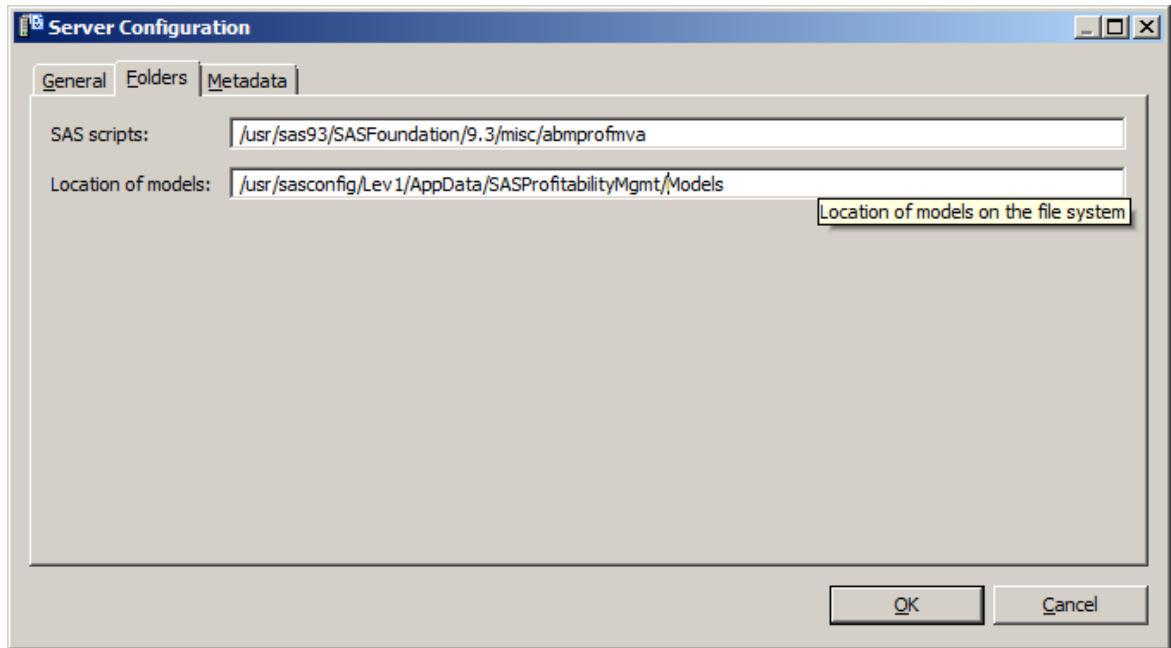 Server Configuration
General Folders Metadata
SAS scripts: /usr/sas93/SASFoundation/9.3/misc/abmprofmva
Location of models: /usr/sasconfig/Lev1/AppData/SASProfitabilityMgmt/Models
Location of models on the file system
OK Cancel